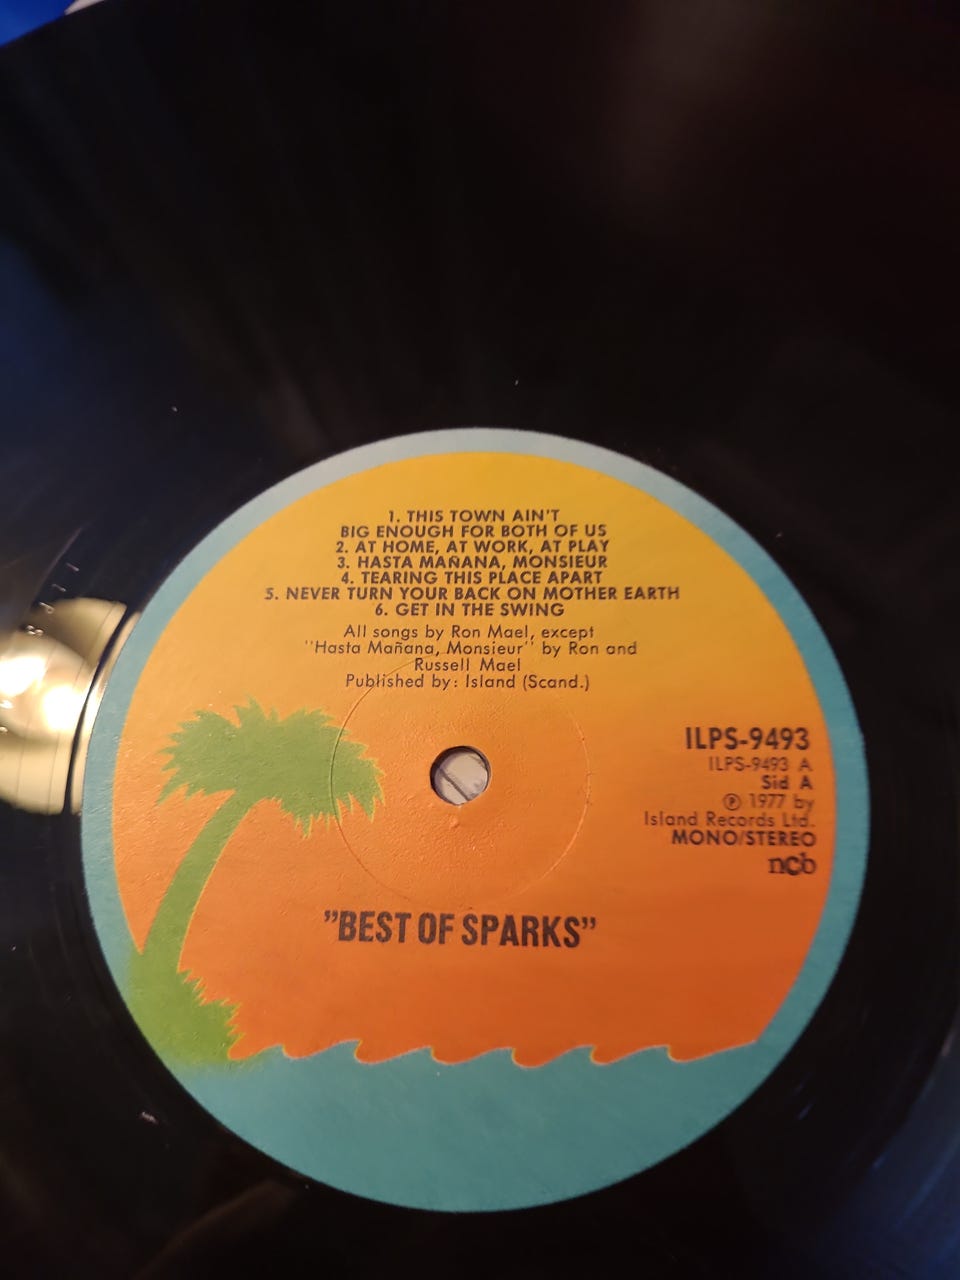 1. THIS TOWN AIN'T
BIG ENOUGH FOR BOTH OF US
2. AT HOME, AT WORK, AT PLAY
3. HASTA MAÑANA, MONSIEUR
4. TEARING THIS PLACE APART
5. NEVER TURN YOUR BACK ON MOTHER EARTH
6. GET IN THE SWING
All songs by Ron Mael, except
"Hasta Mañana, Monsieur" by Ron and
Russell Mael
Published by: Island (Scand.)
ILPS-9493
ILPS-9493 A
Sid A
Ⓟ 1977 by
Island Records Ltd.
MONO/STEREO
ncb
"BEST OF SPARKS"